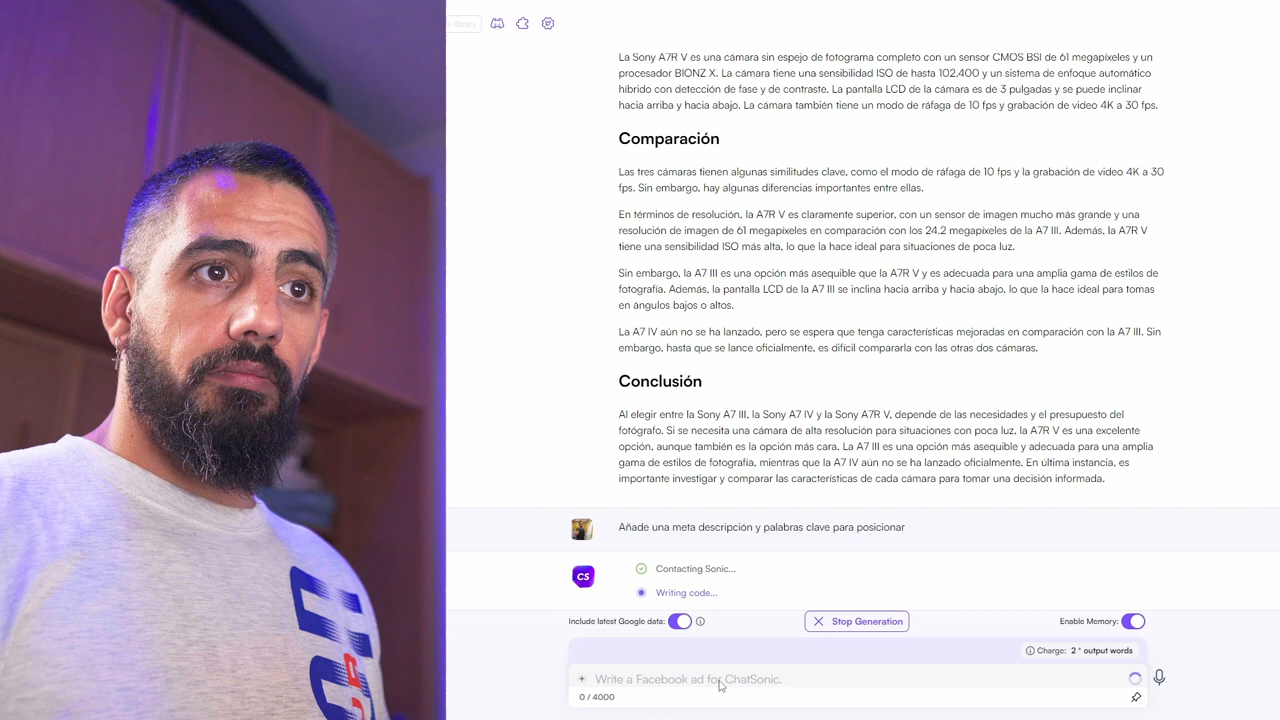 s library
La Sony A7R V es una cámara sin espejo de fotograma completo con un sensor CMOS BSI de 61 megapíxeles y un
procesador BIONZ X. La cámara tiene una sensibilidad ISO de hasta 102,400 y un sistema de enfoque automático
híbrido con detección de fase y de contraste. La pantalla LCD de la cámara es de 3 pulgadas y se puede inclinar
hacia arriba y hacia abajo. La cámara también tiene un modo de ráfaga de 10 fps y grabación de video 4K a 30 fps.
Comparación
Las tres cámaras tienen algunas similitudes clave, como el modo de ráfaga de 10 fps y la grabación de video 4K a 30
fps. Sin embargo, hay algunas diferencias importantes entre ellas.
En términos de resolución, la A7R V es claramente superior, con un sensor de imagen mucho más grande y una
resolución de imagen de 61 megapíxeles en comparación con los 24.2 megapíxeles de la A7 III. Además, la A7R V
tiene una sensibilidad ISO más alta, lo que la hace ideal para situaciones de poca luz.
Sin embargo, la A7 III es una opción más asequible que la A7R V y es adecuada para una amplia gama de estilos de
fotografía. Además, la pantalla LCD de la A7 III se inclina hacia arriba y hacia abajo, lo que la hace ideal para tomas
en ángulos bajos o altos.
La A7 IV aún no se ha lanzado, pero se espera que tenga características mejoradas en comparación con la A7 III. Sin
embargo, hasta que se lance oficialmente, es difícil compararla con las otras dos cámaras.
Conclusión
Al elegir entre la Sony A7 III, la Sony A7 IV y la Sony A7R V, depende de las necesidades y el presupuesto del
fotógrafo. Si se necesita una cámara de alta resolución para situaciones con poca luz, la A7R V es una excelente
opción, aunque también es la opción más cara. La A7 III es una opción más asequible y adecuada para una amplia
gama de estilos de fotografía, mientras que la A7 IV aún no se ha lanzado oficialmente. En última instancia, es
importante investigar y comparar las características de cada cámara para tomar una decisión informada.
Añade una meta descripción y palabras clave para posicionar
CS
Contacting Sonic...
Writing code...
Include latest Google data:
Stop Generation
Enable Memory:
Charge: 2 * output words
Write a Facebook ad for ChatSonic.
0 / 4000